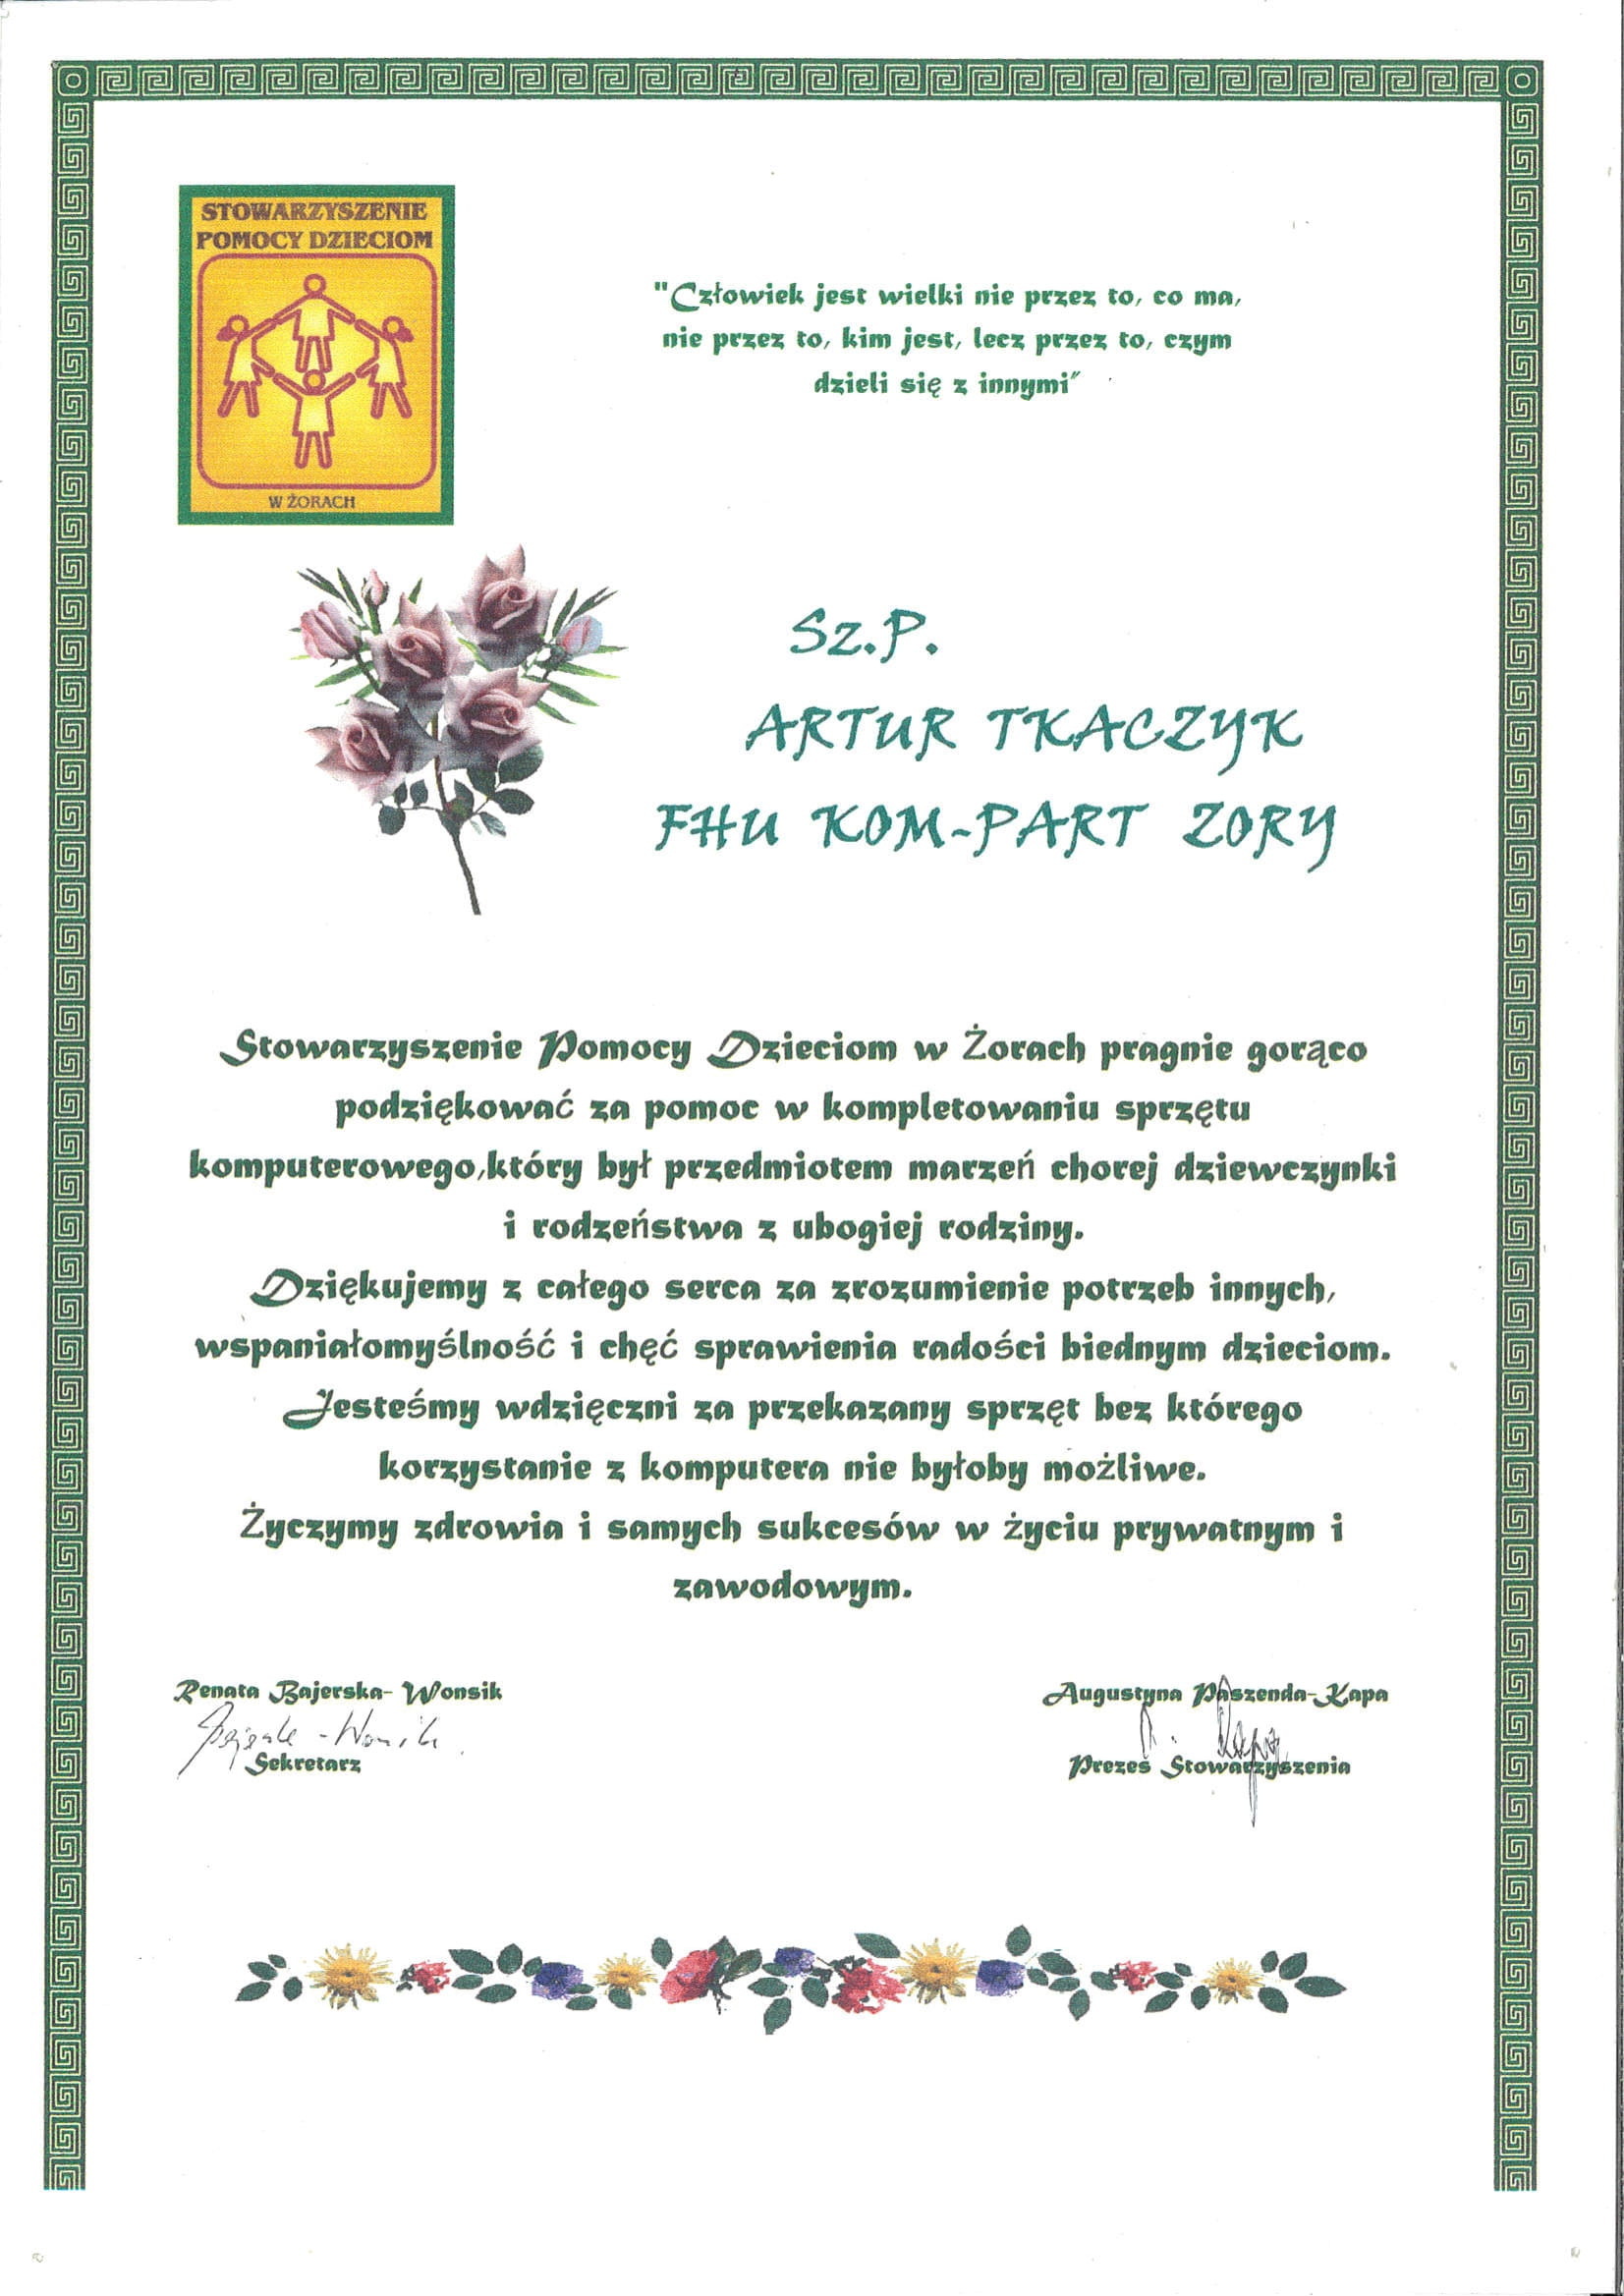 STOWARZYSZENIE
POMOCY DZIECIOM
W ŻORACH
"Człowiek jest wielki nie przez to, co ma,
nie przez to, kim jest, lecz przez to, czym
dzieli się z innymi"
Sz.P.
ARTUR TKACZYK
FHU KOM-PART ZORY
Stowarzyszenie Pomocy Dzieciom w Żorach pragnie gorąco
podziękować za pomoc w kompletowaniu sprzętu
komputerowego,który był przedmiotem marzeń chorej dziewczynki
i rodzeństwa z ubogiej rodziny.
Dziękujemy z całego serca za zrozumienie potrzeb innych,
wspaniałomyślność i chęć sprawienia radości biednym dzieciom.
Jesteśmy wdzięczni za przekazany sprzęt bez którego
korzystanie z komputera nie byłoby możliwe.
Życzymy zdrowia i samych sukcesów w życiu prywatnym i
zawodowym.
Renata Bajerska- Wonsik
Sekretarz
Augustyna Paszenda-Kapa
Prezes Stowarzyszenia